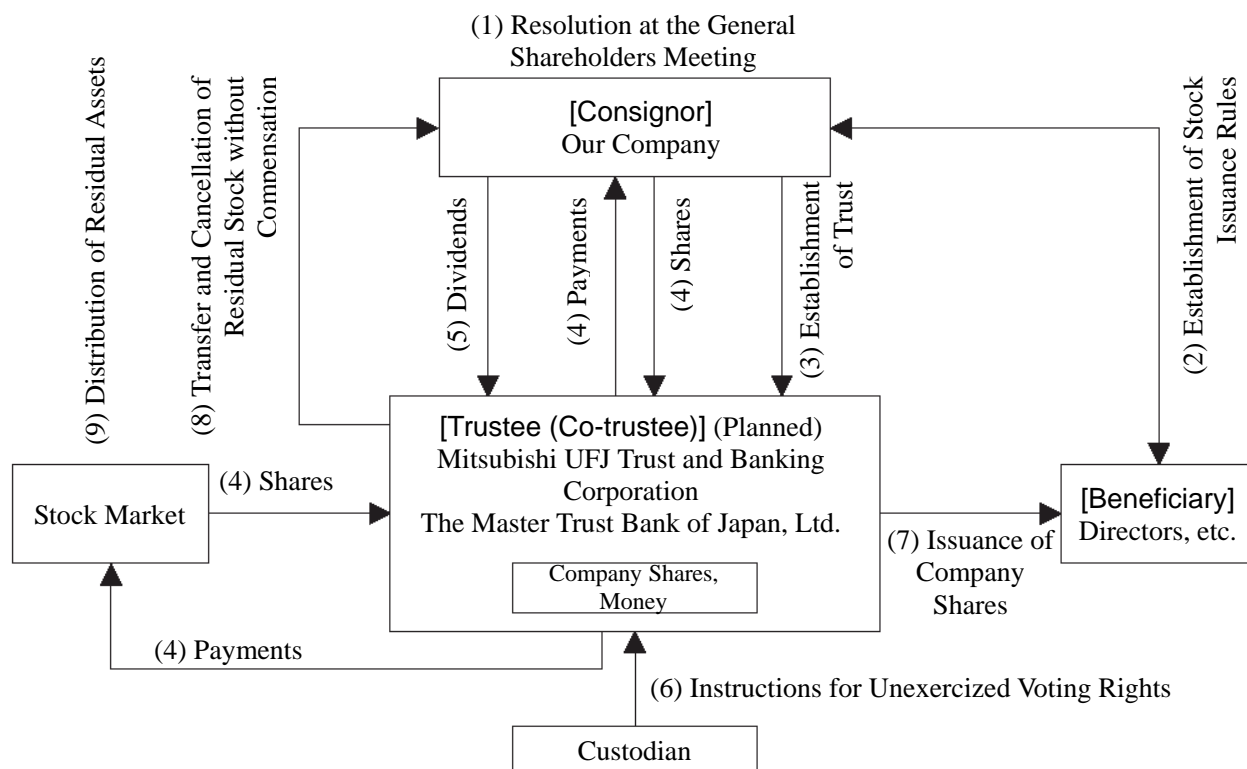 (1) Resolution at the General
Shareholders Meeting
[Consignor]
Our Company
(9) Distribution of Residual Assets
(8) Transfer and Cancellation of
Residual Stock without
Compensation
(5) Dividends
(4) Payments
(4) Shares
(3) Establishment
of Trust
(2) Establishment of Stock
Issuance Rules
[Trustee (Co-trustee)] (Planned)
Mitsubishi UFJ Trust and Banking
Corporation
The Master Trust Bank of Japan, Ltd.
Company Shares,
Money
Stock Market
(4) Shares
(4) Payments
[Beneficiary]
Directors, etc.
(7) Issuance of
Company
Shares
(6) Instructions for Unexercized Voting Rights
Custodian